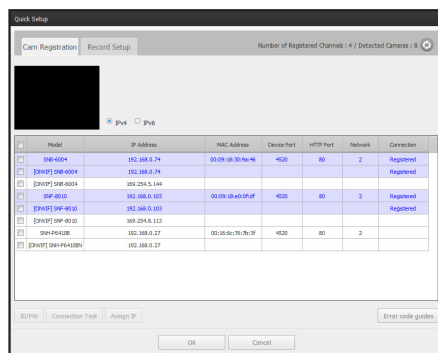 Quick Setup
Cam Registration Record Setup Number of Registered Channels : 4 / Detected Cameras : 8
IPv4 IPv6
Model IP Address MAC Address Device Port HTTP Port Network Connection
SNB-6004 192.168.0.74 00:09:18:30:9a:46 4520 80 2 Registered
[ONVIF] SNB-6004 192.168.0.74 Registered
[ONVIF] SNB-6004 169.254.5.144
SNF-8010 192.168.0.103 00:09:18:e0:0f:df 4520 80 2 Registered
[ONVIF] SNF-8010 192.168.0.103 Registered
[ONVIF] SNF-8010 169.254.8.113
SNH-P6410B 192.168.0.27 00:16:6c:76:7b:3f 4520 80 2
[ONVIF] SNH-P6410BN 192.168.0.27
ID/PW Connection Test Assign IP Error code guides
OK Cancel